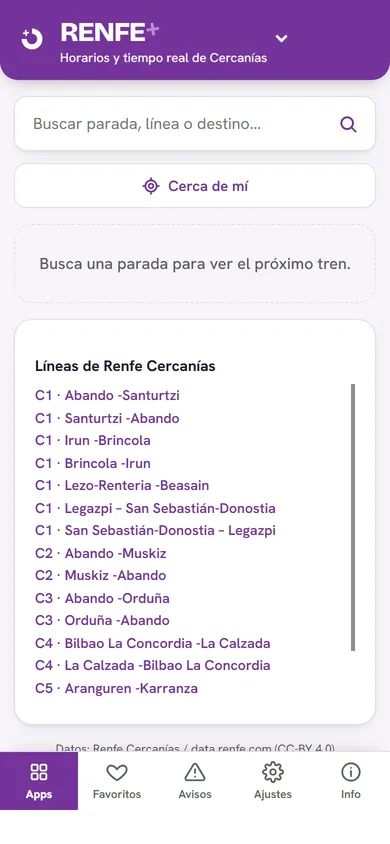 RENFE+
Horarios y tiempo real de Cercanías
Buscar parada, línea o destino...
Cerca de mí
Busca una parada para ver el próximo tren.
Líneas de Renfe Cercanías
C1 · Abando -Santurtzi
C1 · Santurtzi -Abando
C1 · Irun -Brincola
C1 · Brincola -Irun
C1 · Lezo-Renteria -Beasain
C1 · Legazpi – San Sebastián-Donostia
C1 · San Sebastián-Donostia – Legazpi
C2 · Abando -Muskiz
C2 · Muskiz -Abando
C3 · Abando -Orduña
C3 · Orduña -Abando
C4 · Bilbao La Concordia -La Calzada
C4 · La Calzada -Bilbao La Concordia
C5 · Aranguren -Karranza
Datos: Renfe Cercanías / data.renfe.com (CC-BY 4.0)
Apps
Favoritos
Avisos
Ajustes
Info